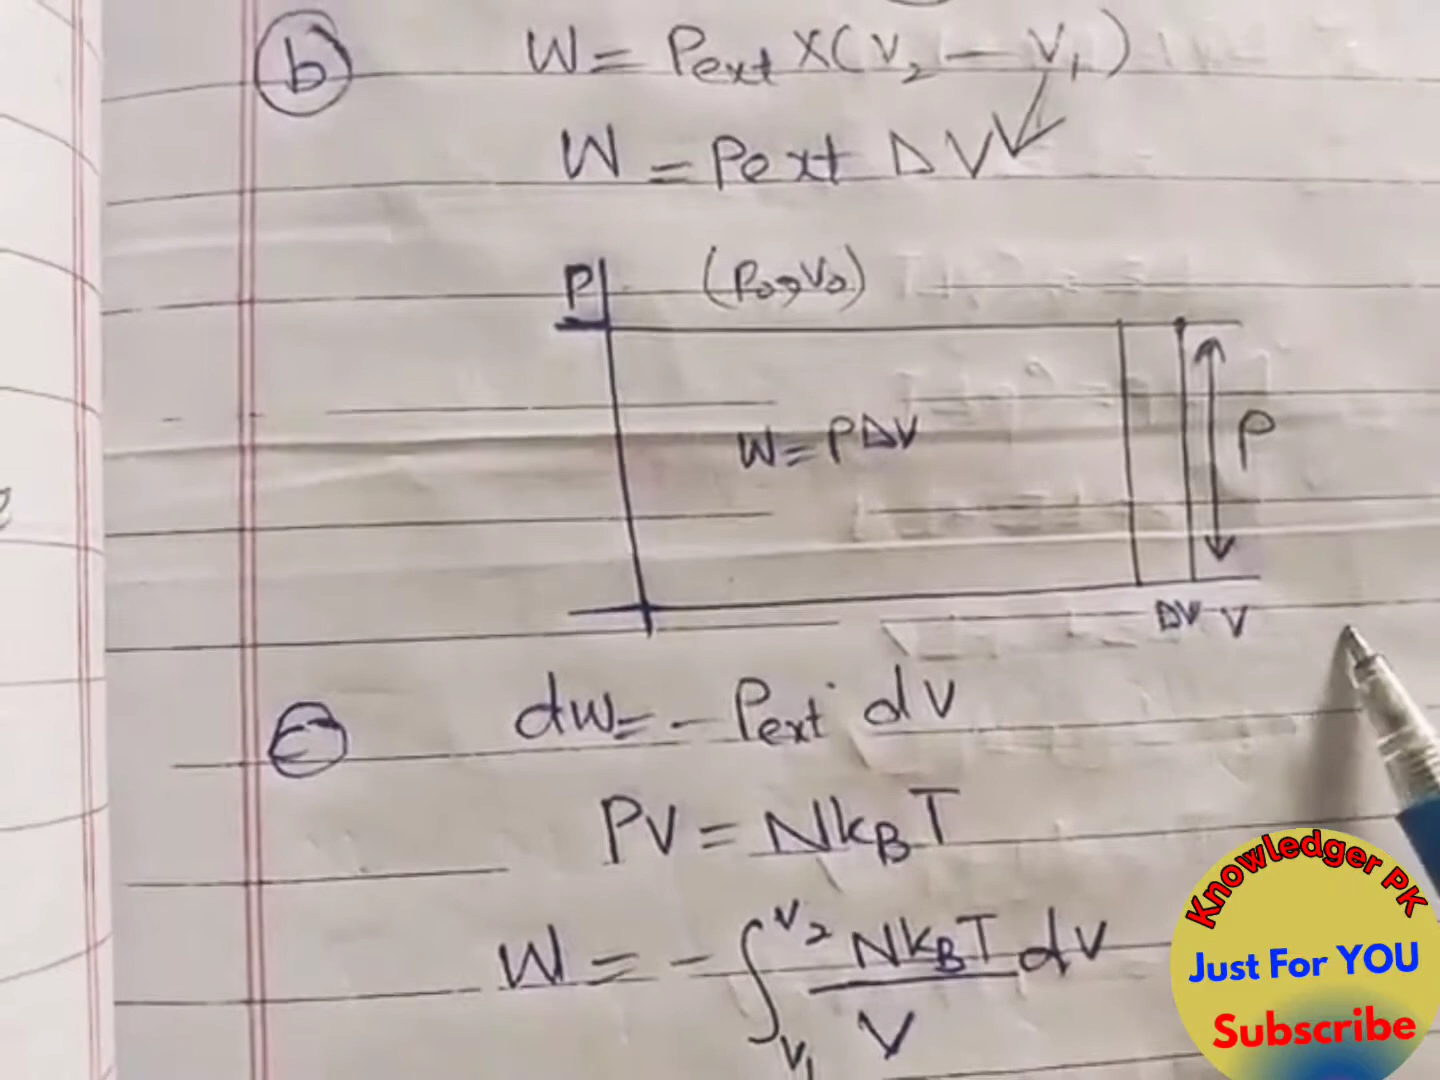 b W = Pext X (V₂ – V₁)
W = Pext ΔV
P (P₀,V₀)
W = PΔV P
ΔV V
C dW = - Pext dV
PV = NkBT
W = - ∫V₁V₂ NkBT/V dV
Knowledger PK
Just For YOU
Subscribe